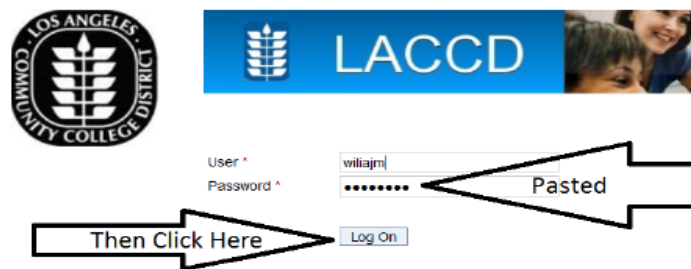 LOS ANGELES
COMMUNITY COLLEGE DISTRICT
LACCD
User *
wiliajm
Password *
••••••••
Pasted
Then Click Here
Log On